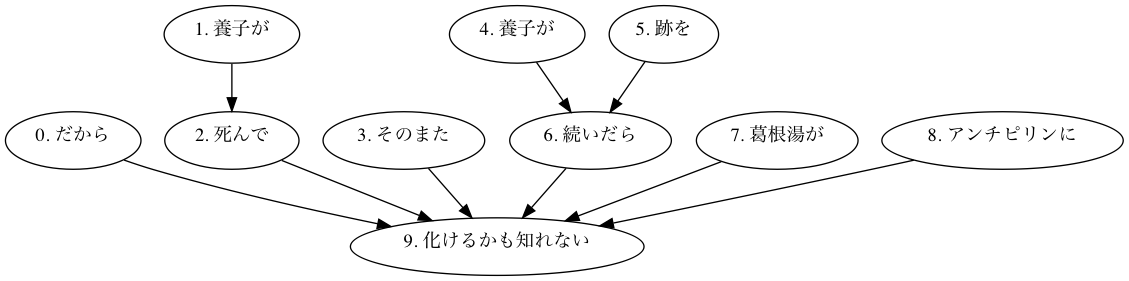 1. 養子が
4. 養子が
5. 跡を
0. だから
2. 死んで
3. そのまた
6. 続いだら
7. 葛根湯が
8. アンチピリンに
9. 化けるかも知れない